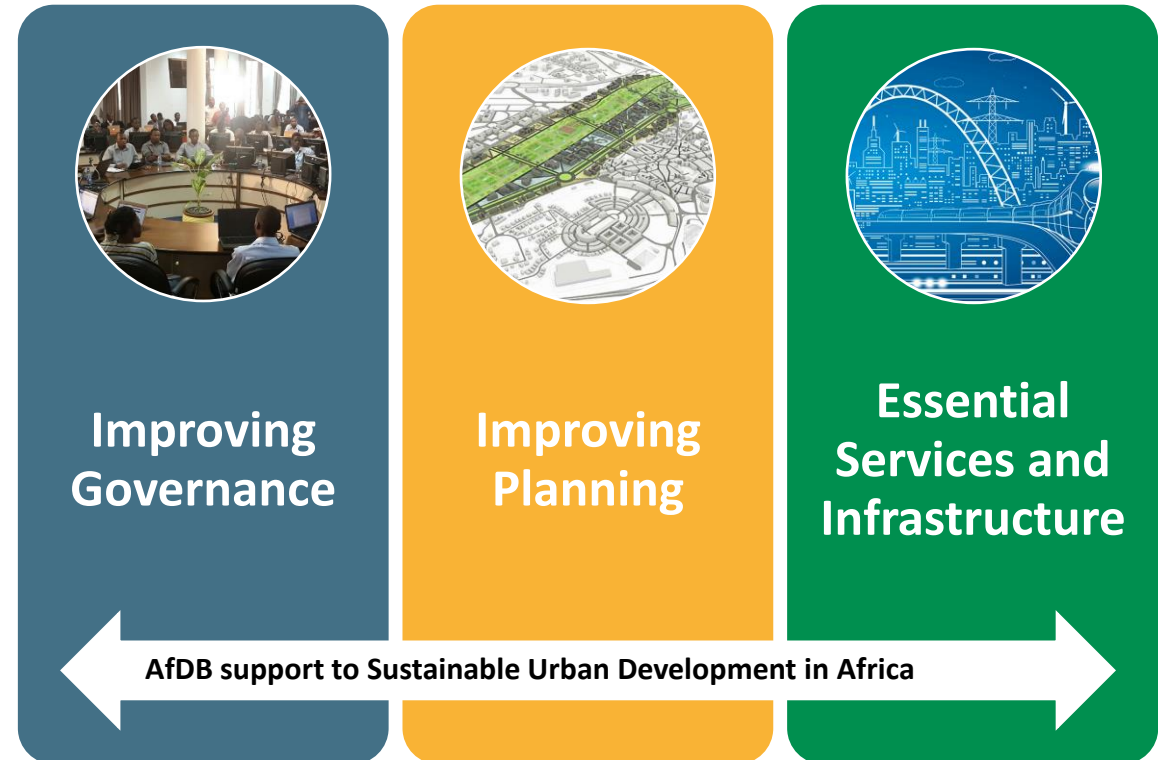 Improving
Governance
Improving
Planning
Essential
Services and
Infrastructure
AfDB support to Sustainable Urban Development in Africa